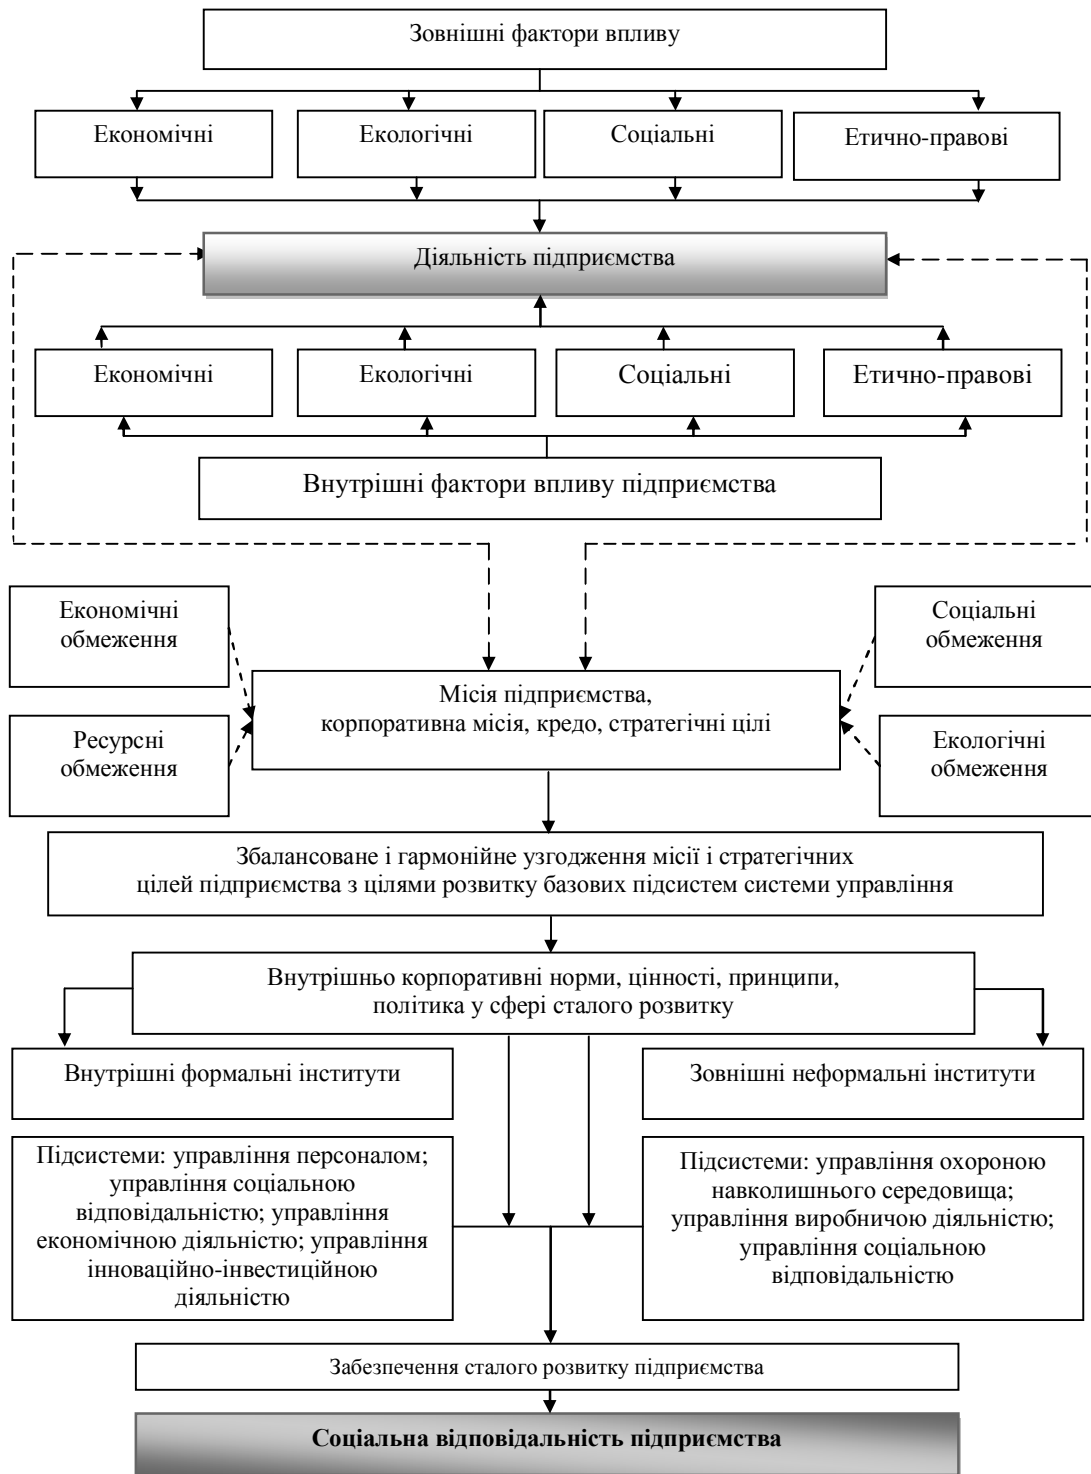 Зовнішні фактори впливу
Економічні
Екологічні
Соціальні
Етично-правові
Діяльність підприємства
Економічні
Екологічні
Соціальні
Етично-правові
Внутрішні фактори впливу підприємства
Економічні
обмеження
Соціальні
обмеження
Місія підприємства,
корпоративна місія, кредо, стратегічні цілі
Ресурсні
обмеження
Екологічні
обмеження
Збалансоване і гармонійне узгодження місії і стратегічних
цілей підприємства з цілями розвитку базових підсистем системи управління
Внутрішньо корпоративні норми, цінності, принципи,
політика у сфері сталого розвитку
Внутрішні формальні інститути
Зовнішні неформальні інститути
Підсистеми: управління персоналом;
управління соціальною
відповідальністю; управління
економічною діяльністю; управління
інноваційно-інвестиційною
діяльністю
Підсистеми: управління охороною
навколишнього середовища;
управління виробничою діяльністю;
управління соціальною
відповідальністю
Забезпечення сталого розвитку підприємства
Соціальна відповідальність підприємства